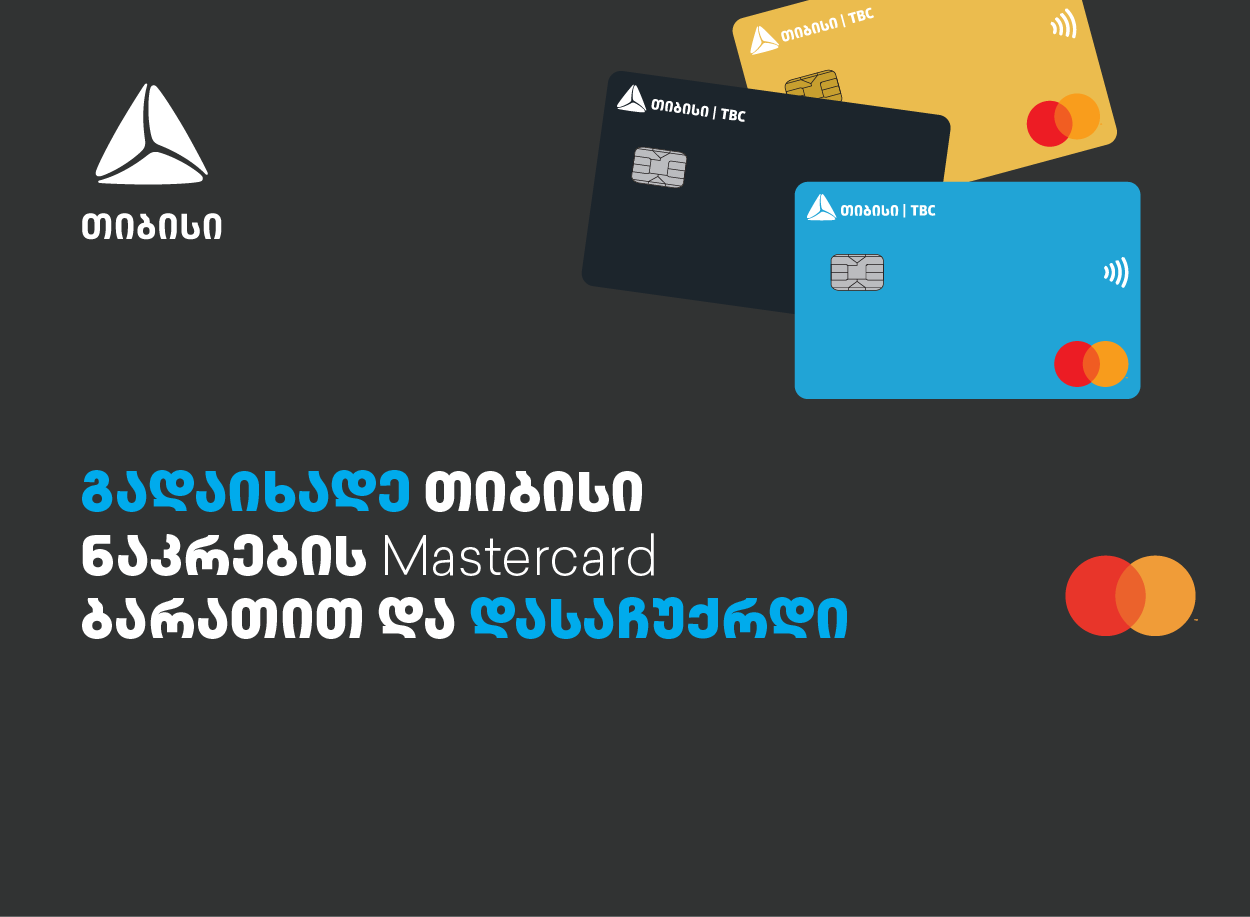 თიბისი | TBC
თიბისი | TBC
თიბისი
თიბისი | TBC
გადაიხადე თიბისი
ნაკრების Mastercard
ბარათით და დასაჩუქრდი